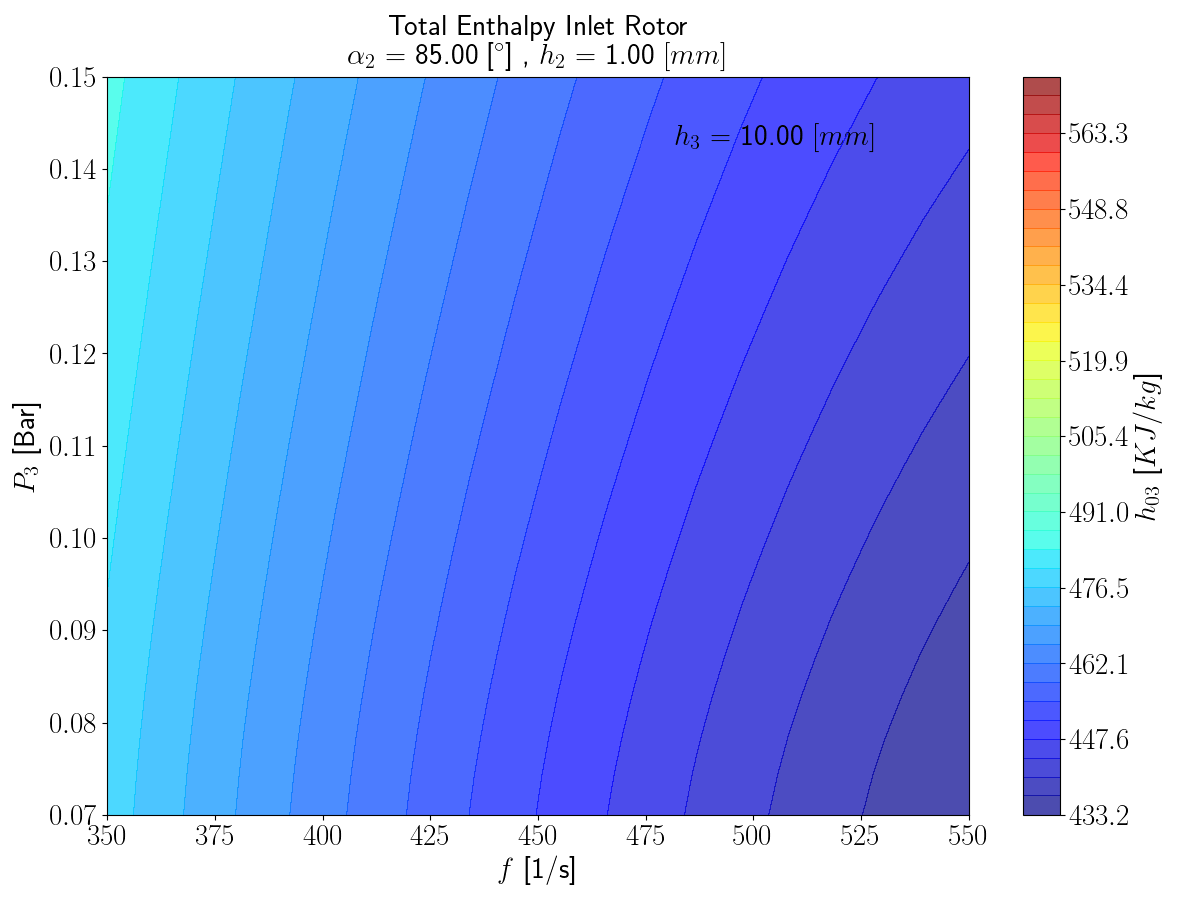 Total Enthalpy Inlet Rotor
α₂ = 85.00 [°] , h₂ = 1.00 [mm]
h₃ = 10.00 [mm]
0.15
0.14
0.13
0.12
0.11
0.10
0.09
0.08
0.07
P₃ [Bar]
350 375 400 425 450 475 500 525 550
f [1/s]
563.3
548.8
534.4
519.9
505.4
491.0
476.5
462.1
447.6
433.2
h₀₃ [KJ/kg]